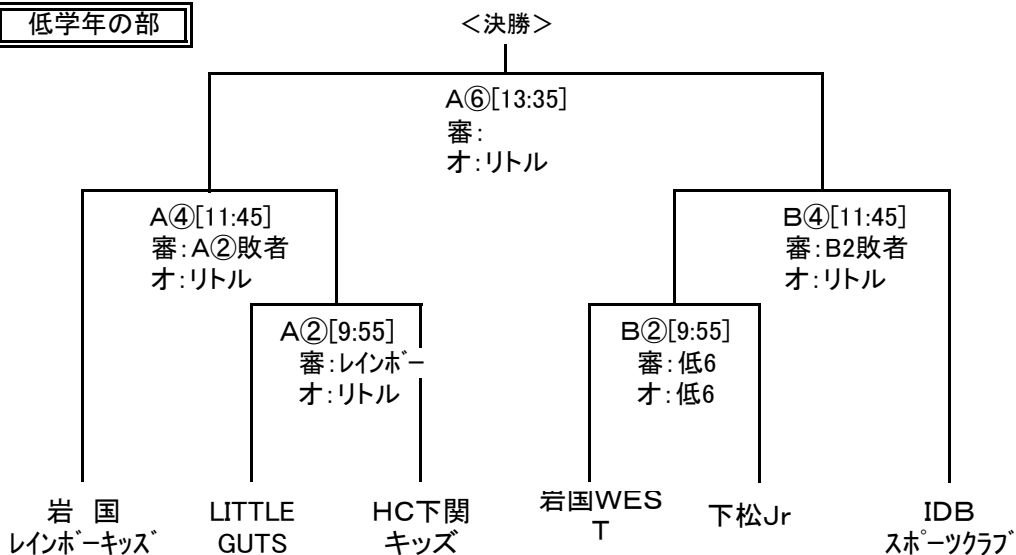 低学年の部
＜決勝＞
A⑥[13:35]
審：
オ：リトル
A④[11:45]
審：A②敗者
オ：リトル
B④[11:45]
審：B2敗者
オ：リトル
A②[9:55]
審：ﾚｲﾝﾎﾞｰ
オ：リトル
B②[9:55]
審：低6
オ：低6
岩　国
ﾚｲﾝﾎﾞｰｷｯｽﾞ
LITTLE
GUTS
HC下関
キッズ
岩国WES
T
下松Jr
IDB
ｽﾎﾟｰﾂｸﾗﾌﾞ